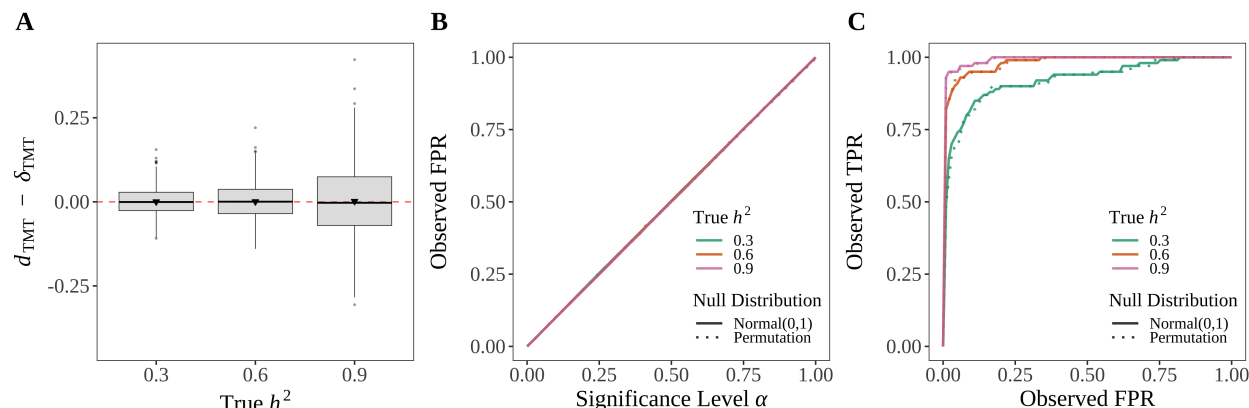 A
d_TMT − δ_TMT
0.25
0.00
-0.25
0.3
0.6
0.9
True h²
B
Observed FPR
1.00
0.75
0.50
0.25
0.00
0.00
0.25
0.50
0.75
1.00
Significance Level α
True h²
0.3
0.6
0.9
Null Distribution
Normal(0,1)
Permutation
C
Observed TPR
1.00
0.75
0.50
0.25
0.00
0.00
0.25
0.50
0.75
1.00
Observed FPR
True h²
0.3
0.6
0.9
Null Distribution
Normal(0,1)
Permutation